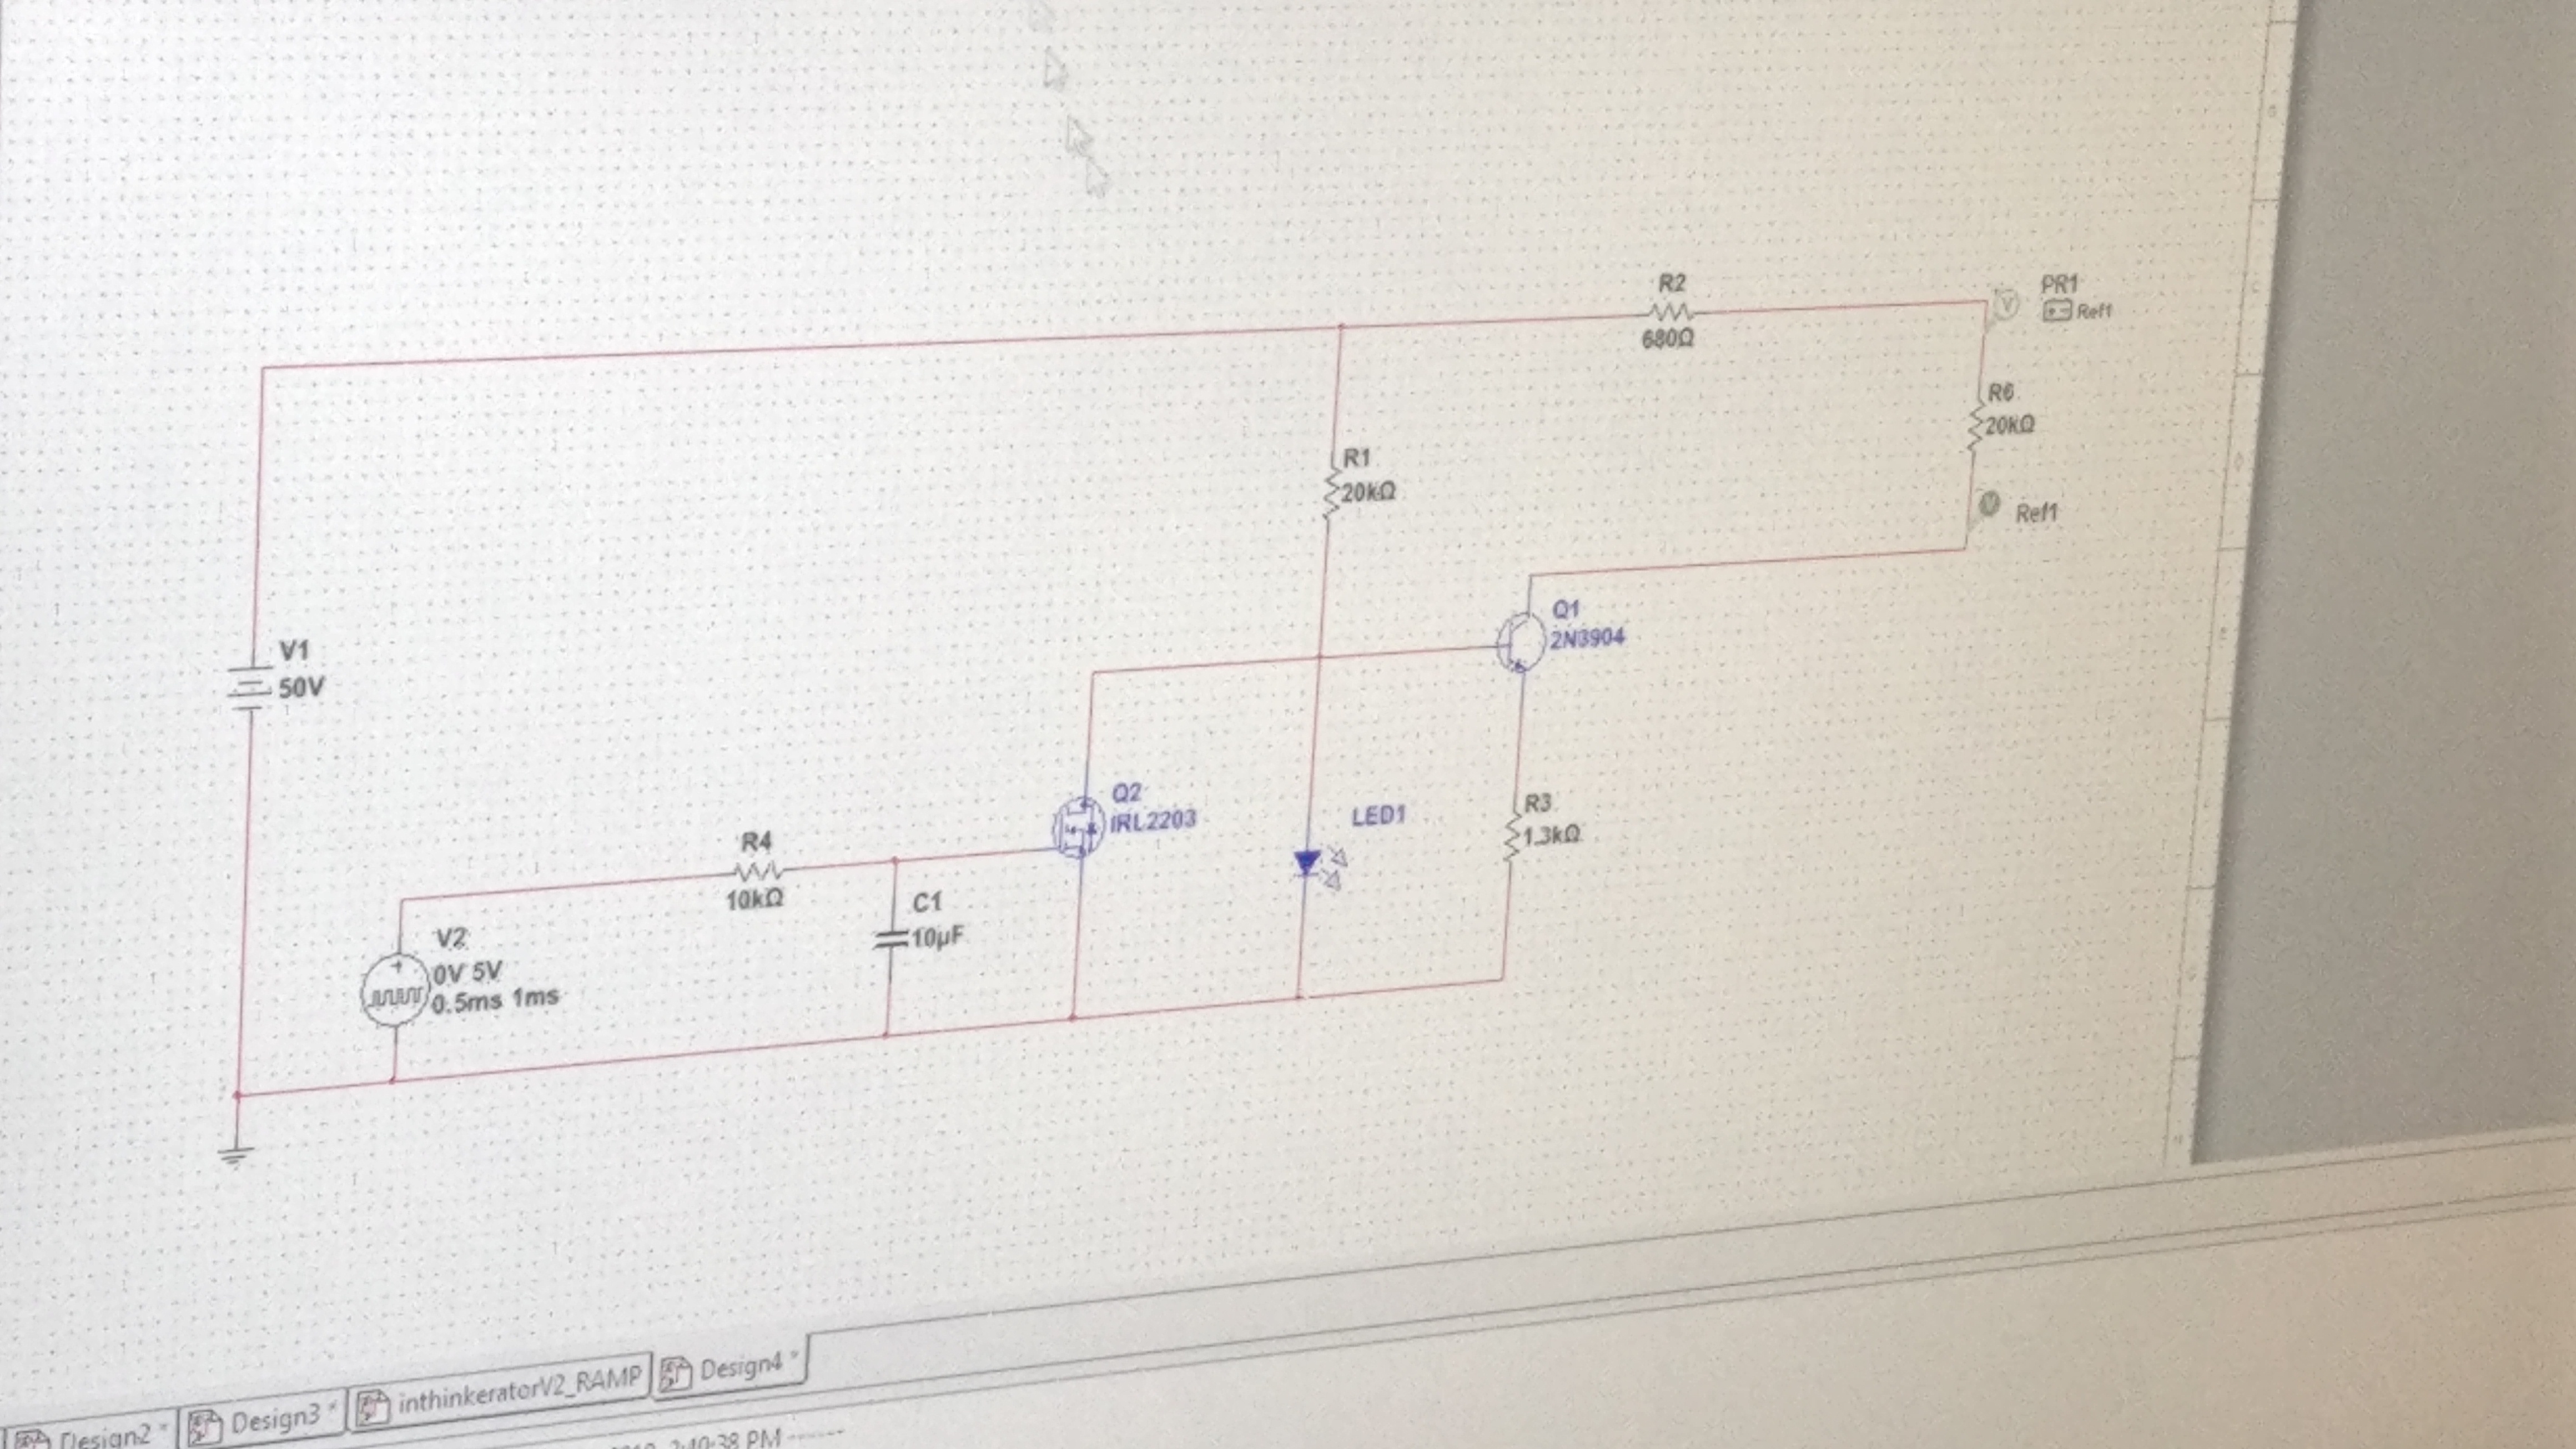 R2
680Ω
PR1
Ref1
R6
20kΩ
Ref1
R1
20kΩ
Q1
2N3904
V1
50V
Q2
IRL2203
LED1
R3
1.3kΩ
R4
10kΩ
C1
10µF
V2
0V 5V
0.5ms 1ms
Design2 *
Design3 *
inthinkeratorV2_RAMP
Design4 *
2:40:38 PM -------